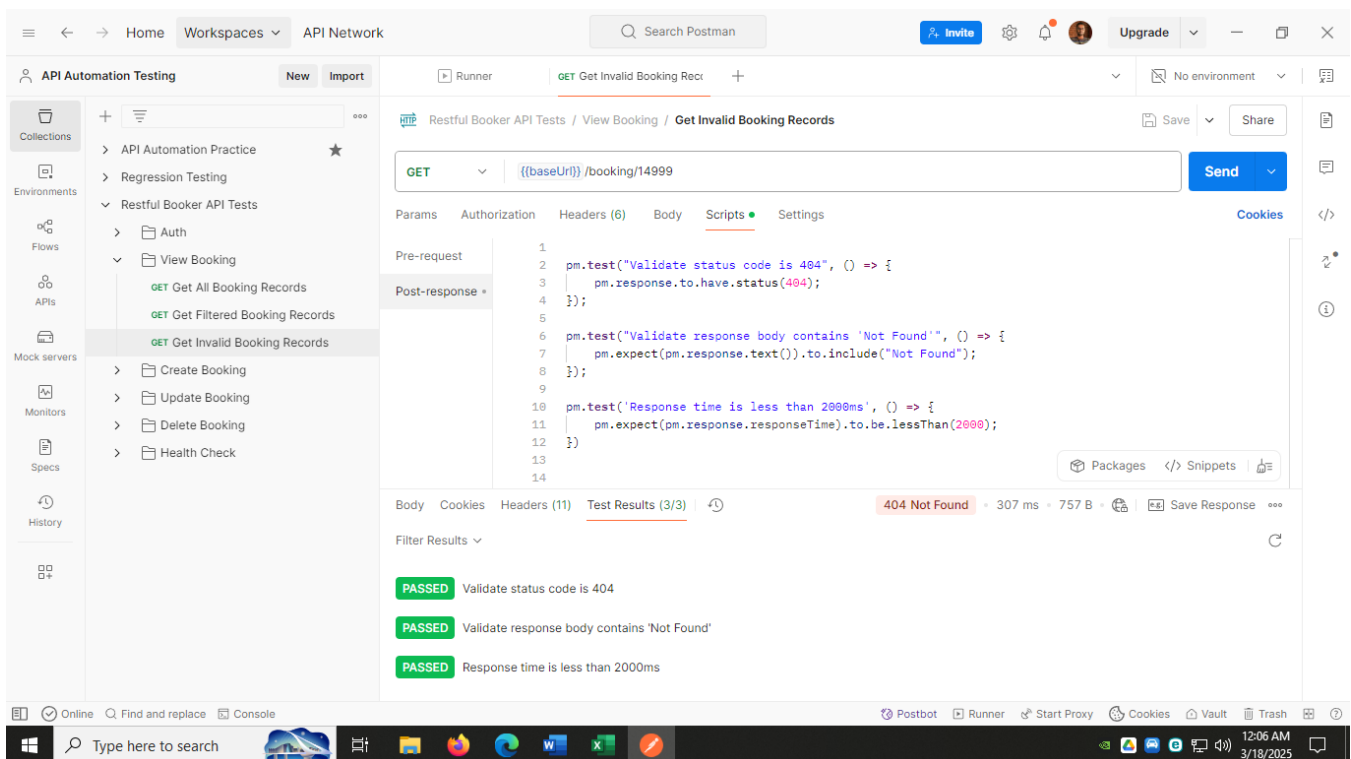 Home Workspaces API Network Search Postman Invite Upgrade
API Automation Testing New Import Runner GET Get Invalid Booking Recc No environment
Collections
Environments
Flows
APIs
Mock servers
Monitors
Specs
History
API Automation Practice
Regression Testing
Restful Booker API Tests
Auth
View Booking
GET Get All Booking Records
GET Get Filtered Booking Records
GET Get Invalid Booking Records
Create Booking
Update Booking
Delete Booking
Health Check
HTTP Restful Booker API Tests / View Booking / Get Invalid Booking Records Save Share
GET {{baseUrl}} /booking/14999 Send
Params Authorization Headers (6) Body Scripts Settings Cookies
Pre-request
Post-response
1
2 pm.test("Validate status code is 404", () => {
3 pm.response.to.have.status(404);
4 });
5
6 pm.test("Validate response body contains 'Not Found'", () => {
7 pm.expect(pm.response.text()).to.include("Not Found");
8 });
9
10 pm.test('Response time is less than 2000ms', () => {
11 pm.expect(pm.response.responseTime).to.be.lessThan(2000);
12 })
13
14
Packages </> Snippets
Body Cookies Headers (11) Test Results (3/3) 404 Not Found 307 ms 757 B e.g. Save Response
Filter Results
PASSED Validate status code is 404
PASSED Validate response body contains 'Not Found'
PASSED Response time is less than 2000ms
Online Find and replace Console Postbot Runner Start Proxy Cookies Vault Trash
Type here to search 12:06 AM
3/18/2025